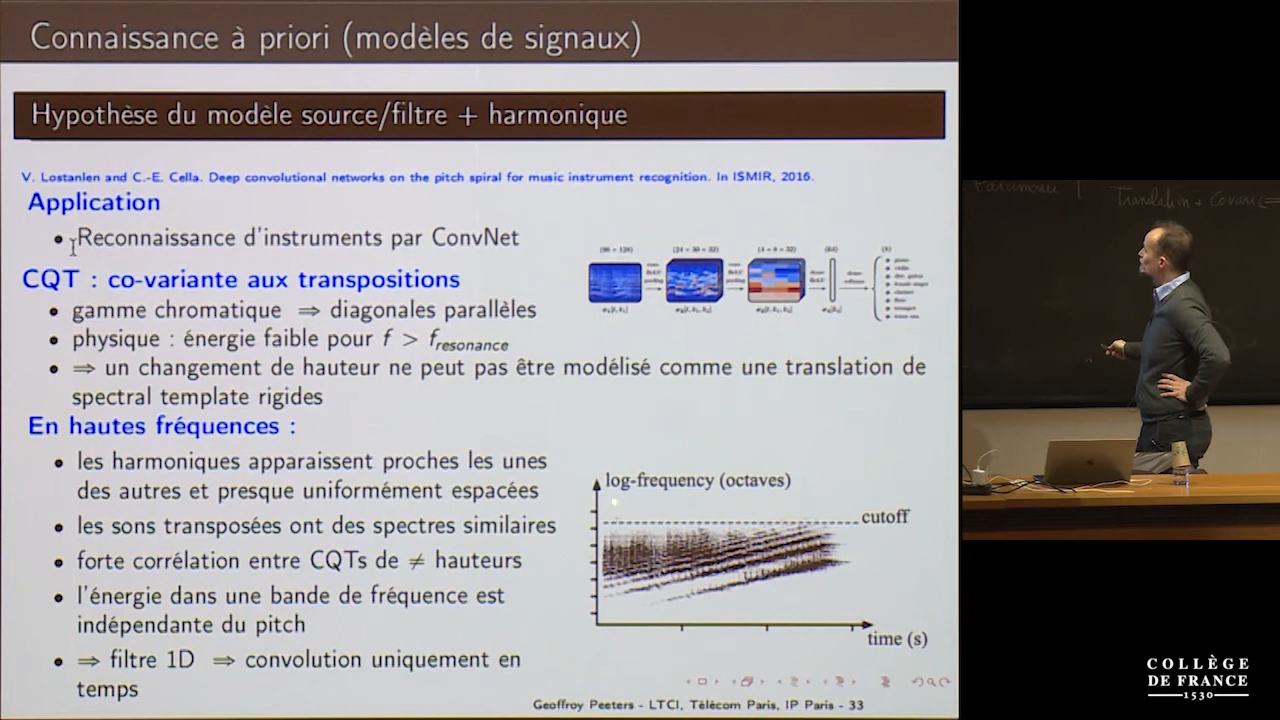 Connaissance à priori (modèles de signaux)
Hypothèse du modèle source/filtre + harmonique
V. Lostanlen and C.-E. Cella. Deep convolutional networks on the pitch spiral for music instrument recognition. In ISMIR, 2016.
Application
Reconnaissance d'instruments par ConvNet
CQT : co-variante aux transpositions
gamme chromatique ⇒ diagonales parallèles
physique : énergie faible pour f > f_resonance
⇒ un changement de hauteur ne peut pas être modélisé comme une translation de
spectral template rigides
En hautes fréquences :
les harmoniques apparaissent proches les unes
des autres et presque uniformément espacées
les sons transposées ont des spectres similaires
forte corrélation entre CQTs de ≠ hauteurs
l'énergie dans une bande de fréquence est
indépendante du pitch
⇒ filtre 1D ⇒ convolution uniquement en
temps
log-frequency (octaves)
cutoff
time (s)
Geoffroy Peeters - LTCI, Télécom Paris, IP Paris - 33
Translation + Covar
COLLÈGE
DE FRANCE
1530